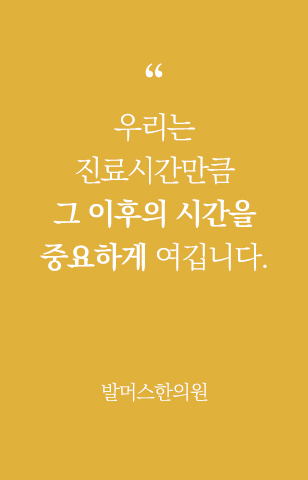 “
우리는
진료시간만큼
그 이후의 시간을
중요하게 여깁니다.
발머스한의원